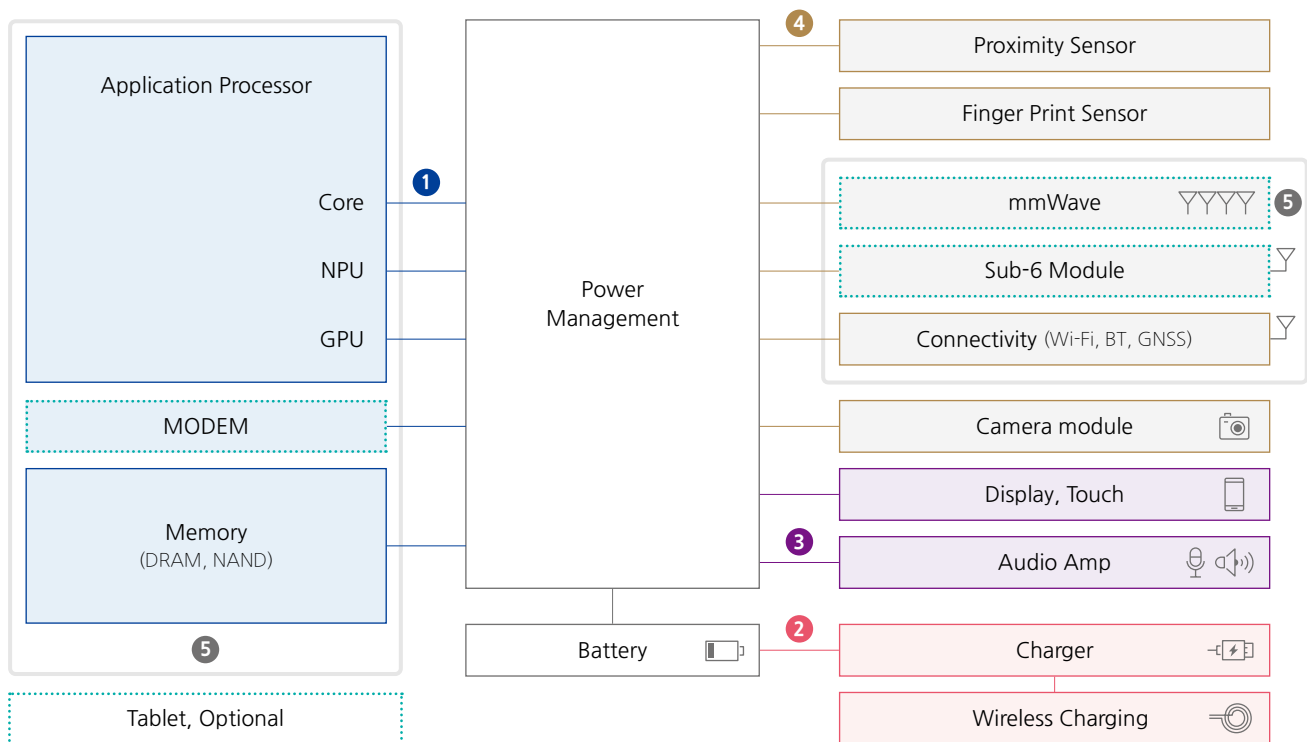 Application Processor
Core
NPU
GPU
MODEM
Memory
(DRAM, NAND)
5
Tablet, Optional
1
Power
Management
Battery
4
Proximity Sensor
Finger Print Sensor
mmWave
5
Sub-6 Module
Connectivity (Wi-Fi, BT, GNSS)
Camera module
Display, Touch
3
Audio Amp
2
Charger
Wireless Charging